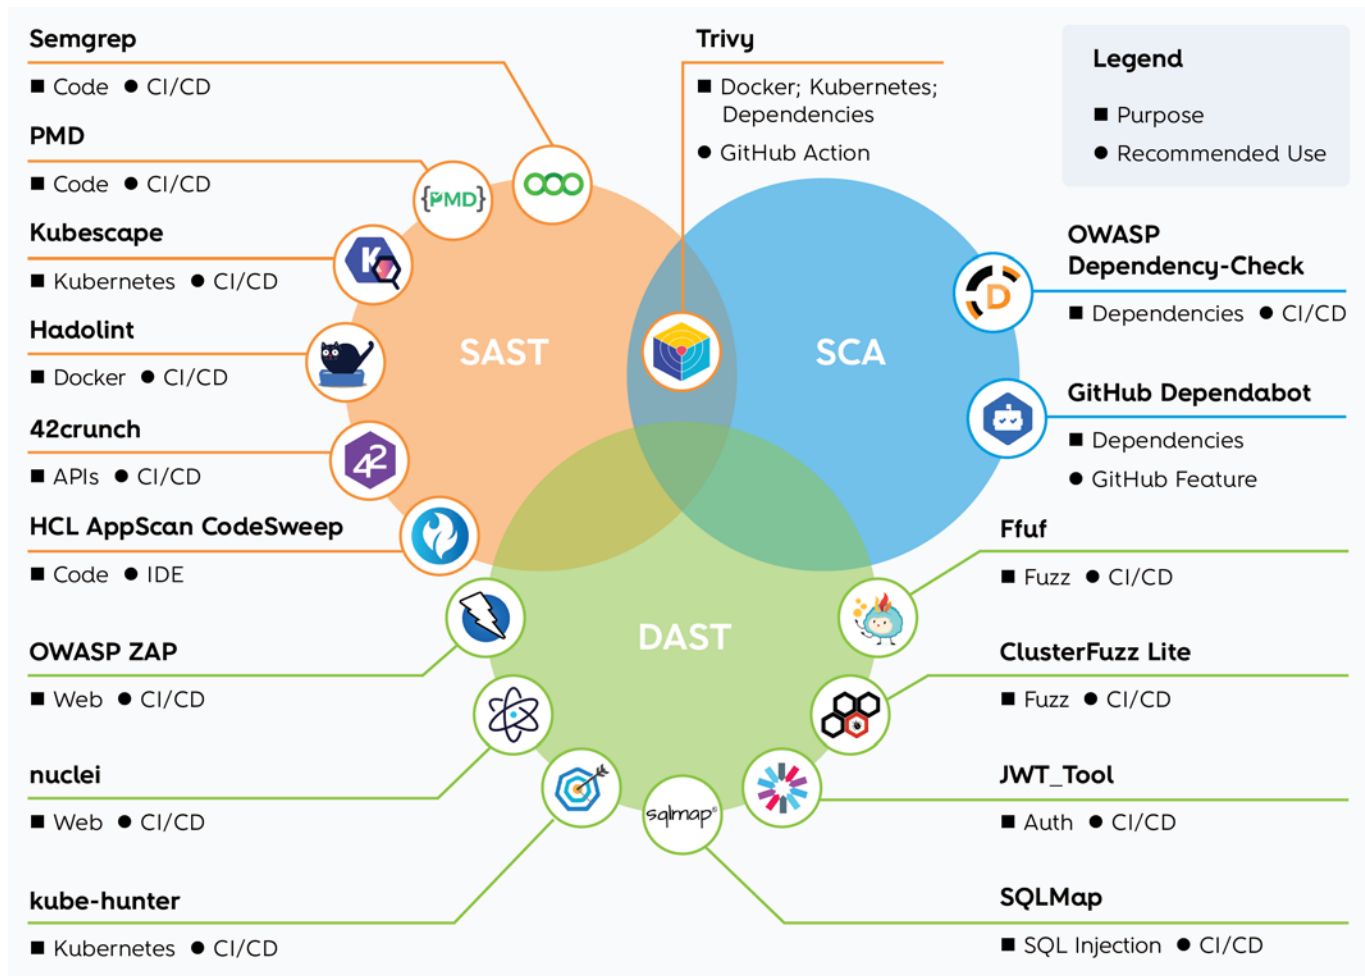 Semgrep
■ Code ● CI/CD
PMD
■ Code ● CI/CD
Kubescape
■ Kubernetes ● CI/CD
Hadolint
■ Docker ● CI/CD
42crunch
■ APIs ● CI/CD
HCL AppScan CodeSweep
■ Code ● IDE
OWASP ZAP
■ Web ● CI/CD
nuclei
■ Web ● CI/CD
kube-hunter
■ Kubernetes ● CI/CD
Trivy
■ Docker; Kubernetes;
Dependencies
● GitHub Action
{PMD}
K
42
SAST
SCA
DAST
D
sqlmap®
Legend
■ Purpose
● Recommended Use
OWASP
Dependency-Check
■ Dependencies ● CI/CD
GitHub Dependabot
■ Dependencies
● GitHub Feature
Ffuf
■ Fuzz ● CI/CD
ClusterFuzz Lite
■ Fuzz ● CI/CD
JWT_Tool
■ Auth ● CI/CD
SQLMap
■ SQL Injection ● CI/CD